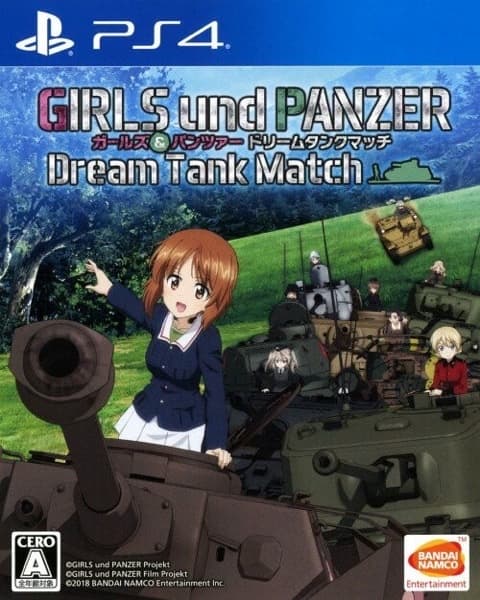 PS4
GIRLS und PANZER
ガールズ&パンツァー ドリームタンクマッチ
Dream Tank Match
CERO
A
全年齢対象
©GIRLS und PANZER Projekt
©GIRLS und PANZER Film Projekt
©2018 BANDAI NAMCO Entertainment Inc.
BANDAI
NAMCO
TM
Entertainment